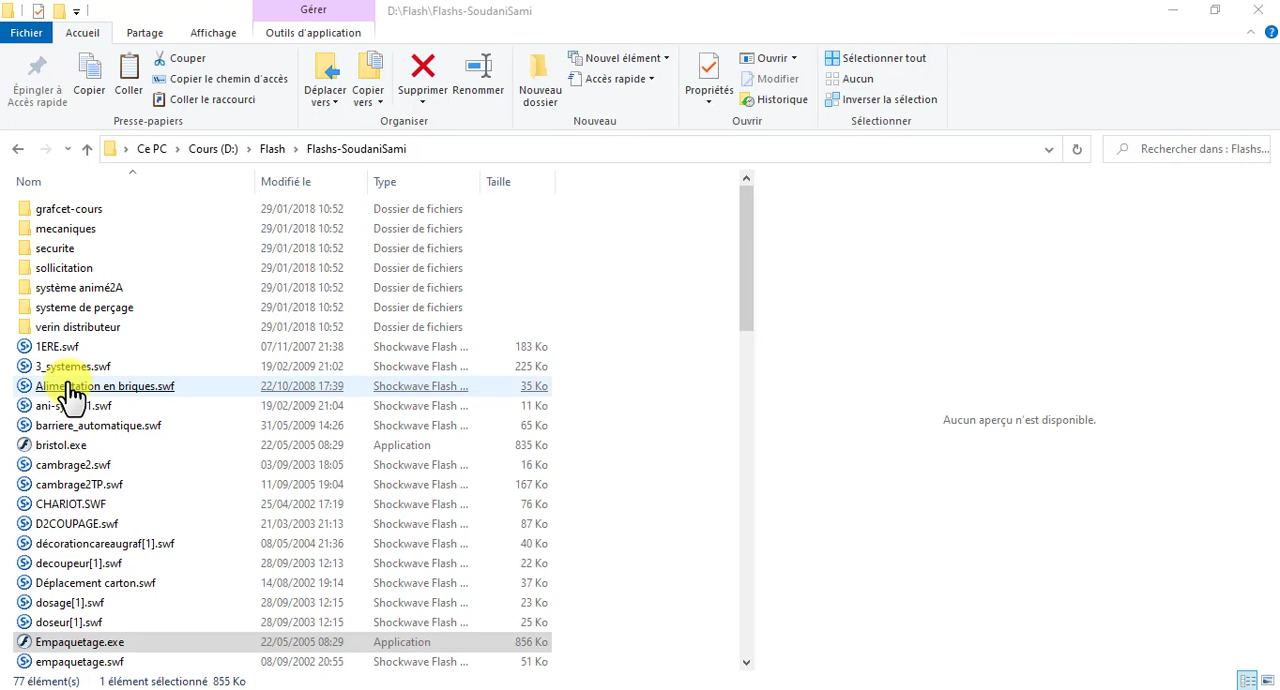 Gérer
D:\Flash\Flashs-SoudaniSami
Fichier Accueil Partage Affichage Outils d'application
Épingler à Accès rapide
Copier
Coller
Couper
Copier le chemin d'accès
Coller le raccourci
Presse-papiers
Déplacer vers
Copier vers
Supprimer
Renommer
Organiser
Nouveau dossier
Nouvel élément
Accès rapide
Nouveau
Propriétés
Ouvrir
Modifier
Historique
Ouvrir
Sélectionner tout
Aucun
Inverser la sélection
Sélectionner
Ce PC > Cours (D:) > Flash > Flashs-SoudaniSami
Rechercher dans : Flashs...
Nom Modifié le Type Taille
grafcet-cours 29/01/2018 10:52 Dossier de fichiers
mecaniques 29/01/2018 10:52 Dossier de fichiers
securite 29/01/2018 10:52 Dossier de fichiers
sollicitation 29/01/2018 10:52 Dossier de fichiers
système animé2A 29/01/2018 10:52 Dossier de fichiers
systeme de perçage 29/01/2018 10:52 Dossier de fichiers
verin distributeur 29/01/2018 10:52 Dossier de fichiers
1ERE.swf 07/11/2007 21:38 Shockwave Flash ... 183 Ko
3_systemes.swf 19/02/2009 21:02 Shockwave Flash ... 225 Ko
Alimentation en briques.swf 22/10/2008 17:39 Shockwave Flash ... 35 Ko
1.swf 19/02/2009 21:04 Shockwave Flash ... 11 Ko
barriere_automatique.swf 31/05/2009 14:26 Shockwave Flash ... 65 Ko
bristol.exe 22/05/2005 08:29 Application 835 Ko
cambrage2.swf 03/09/2003 18:05 Shockwave Flash ... 16 Ko
cambrage2TP.swf 11/09/2005 19:04 Shockwave Flash ... 167 Ko
CHARIOT.SWF 25/04/2002 17:19 Shockwave Flash ... 76 Ko
D2COUPAGE.swf 21/03/2003 21:13 Shockwave Flash ... 87 Ko
décorationcareaugraf[1].swf 08/05/2004 21:36 Shockwave Flash ... 40 Ko
decoupeur[1].swf 28/09/2003 12:13 Shockwave Flash ... 22 Ko
Déplacement carton.swf 14/08/2002 19:14 Shockwave Flash ... 37 Ko
dosage[1].swf 28/09/2003 12:15 Shockwave Flash ... 23 Ko
doseur[1].swf 28/09/2003 12:15 Shockwave Flash ... 25 Ko
Empaquetage.exe 22/05/2005 08:29 Application 856 Ko
empaquetage.swf 08/09/2002 20:55 Shockwave Flash ... 51 Ko
Aucun aperçu n'est disponible.
77 élément(s) 1 élément sélectionné 855 Ko